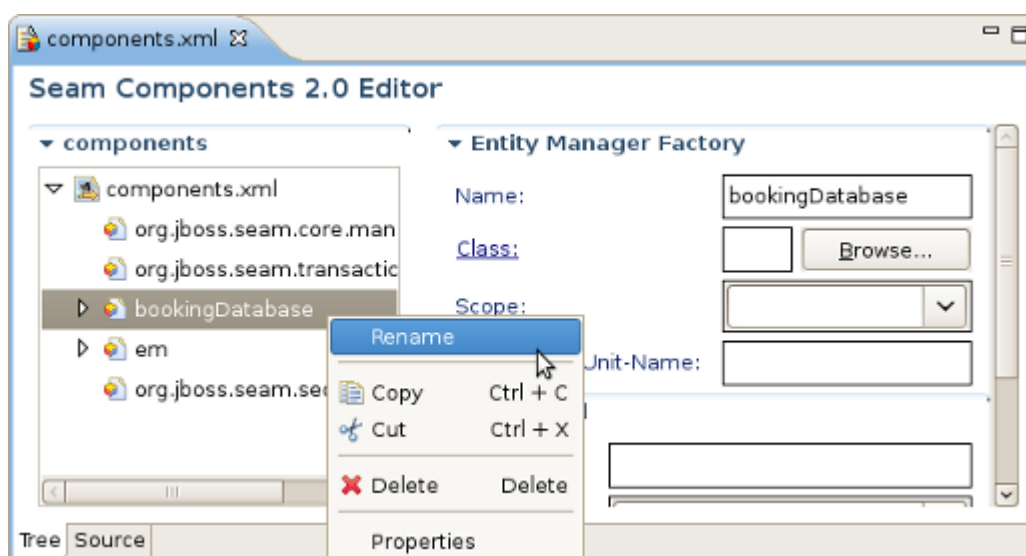 components.xml
Seam Components 2.0 Editor
components
Entity Manager Factory
components.xml
Name:
bookingDatabase
org.jboss.seam.core.man
Class:
Browse...
org.jboss.seam.transactic
bookingDatabase
Scope:
Rename
em
Unit-Name:
org.jboss.seam.sec
Copy Ctrl + C
Cut Ctrl + X
Delete Delete
Tree Source
Properties